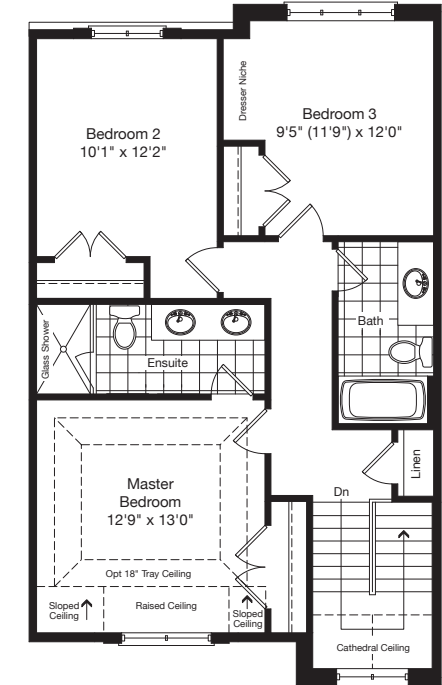 Bedroom 2
10'1" x 12'2"
Dresser Niche
Bedroom 3
9'5" (11'9") x 12'0"
Glass Shower
Ensuite
Bath
Master
Bedroom
12'9" x 13'0"
Opt 18" Tray Ceiling
Sloped
Ceiling
Raised Ceiling
Sloped
Ceiling
Linen
Dn
Cathedral Ceiling